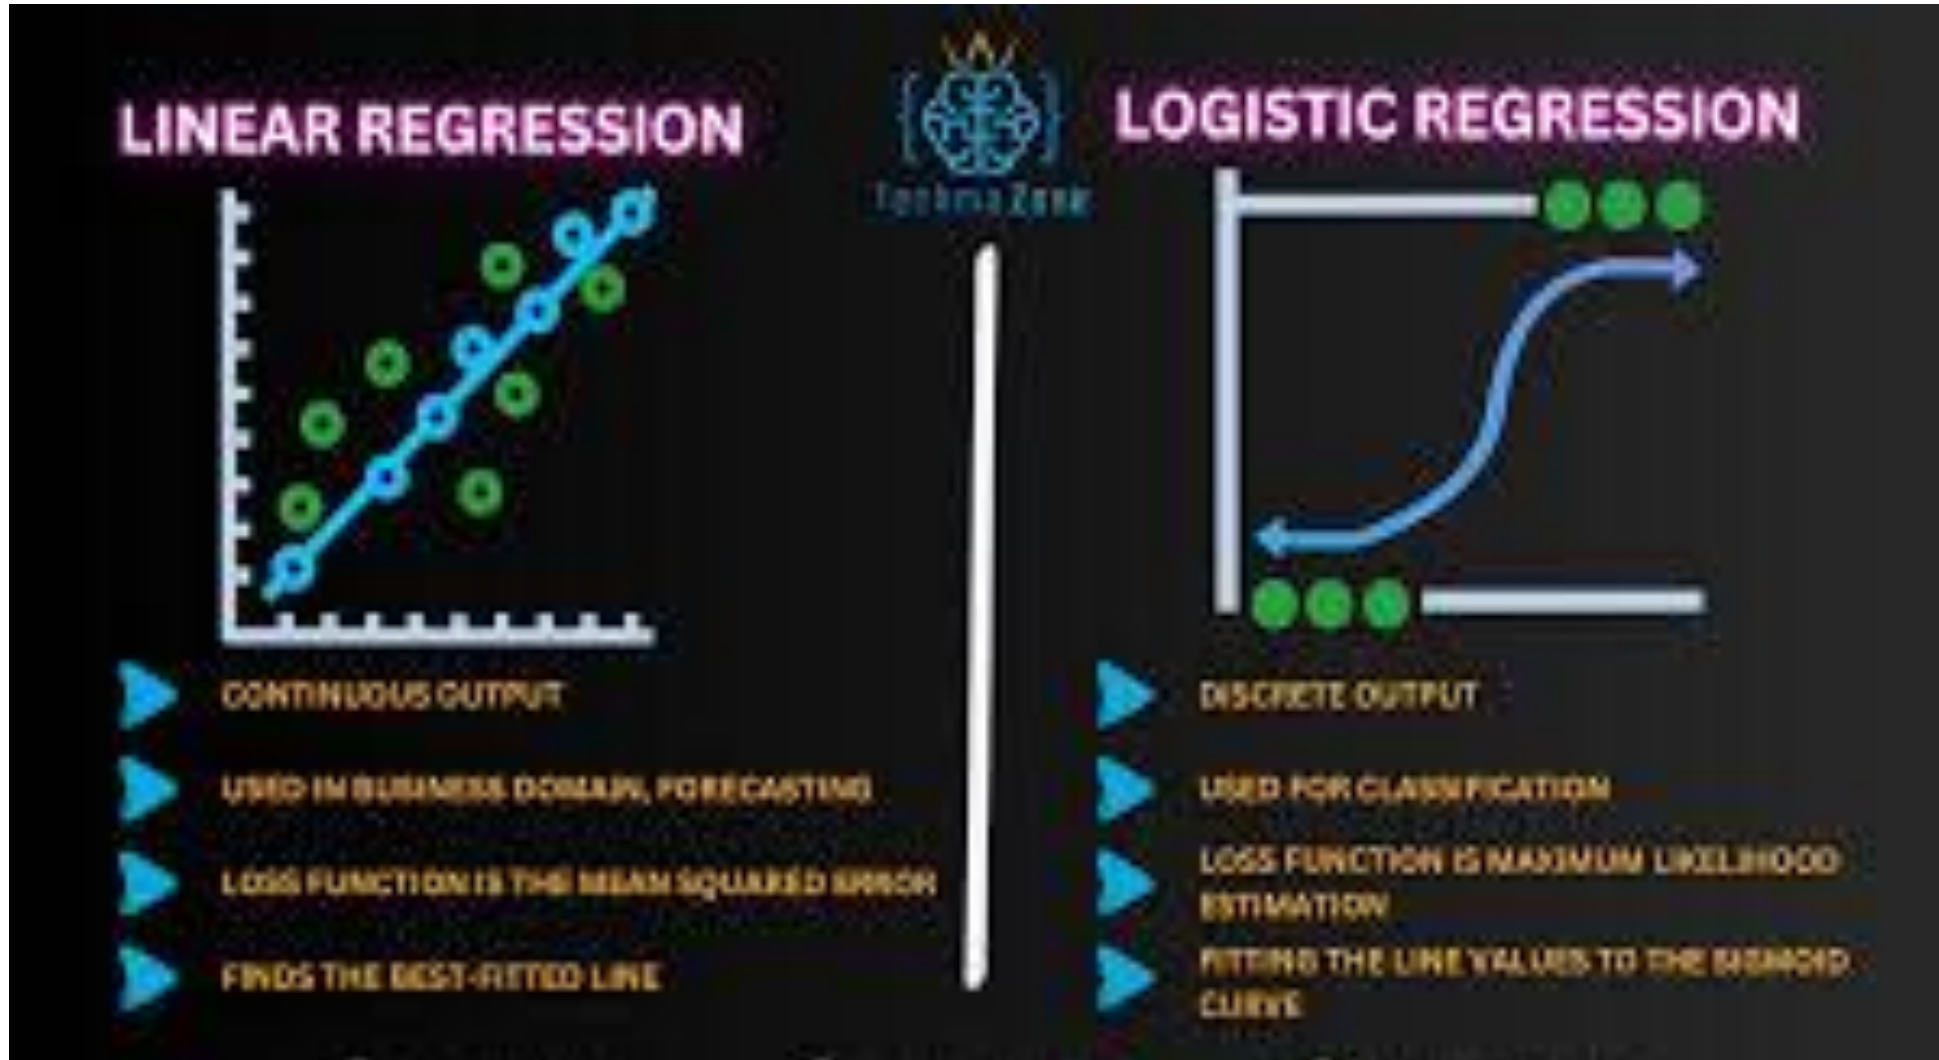 LINEAR REGRESSION
LOGISTIC REGRESSION
CONTINUOUS OUTPUT
USED IN BUSINESS DOMAIN, FORECASTING
LOSS FUNCTION IS THE MEAN SQUARED ERROR
FINDS THE BEST-FITTED LINE
DISCRETE OUTPUT
USED FOR CLASSIFICATION
LOSS FUNCTION IS MAXIMUM LIKELIHOOD
ESTIMATION
FITTING THE LINE VALUES TO THE SIGMOID
CURVE